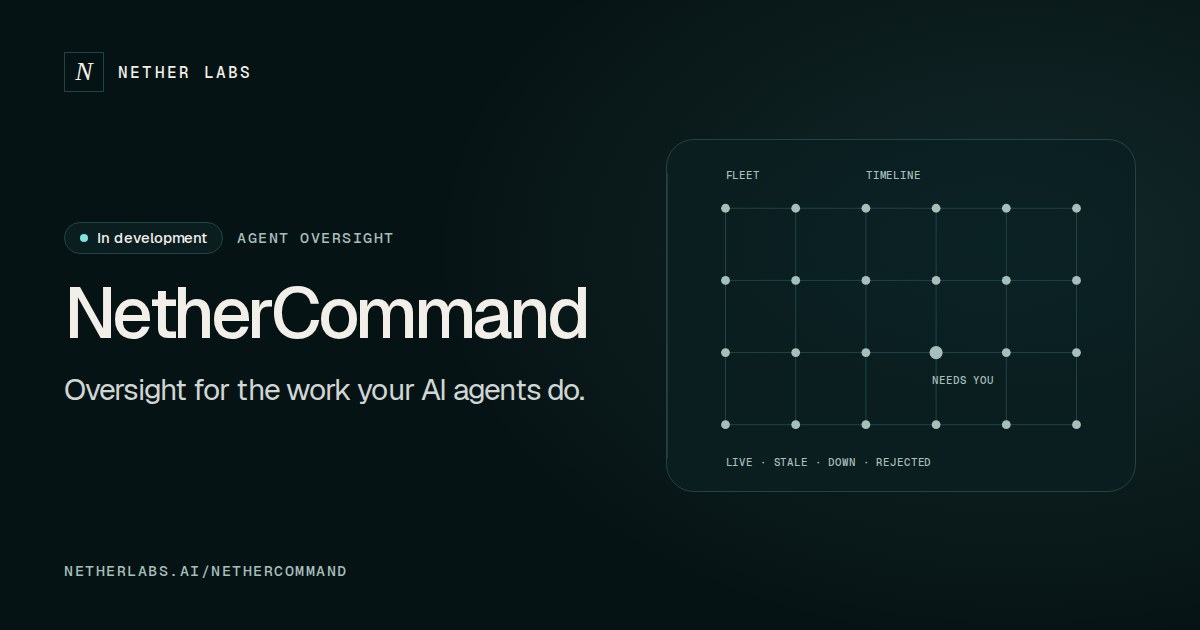 N NETHER LABS
In development AGENT OVERSIGHT
NetherCommand
Oversight for the work your AI agents do.
NETHERLABS.AI/NETHERCOMMAND
FLEET TIMELINE
NEEDS YOU
LIVE · STALE · DOWN · REJECTED